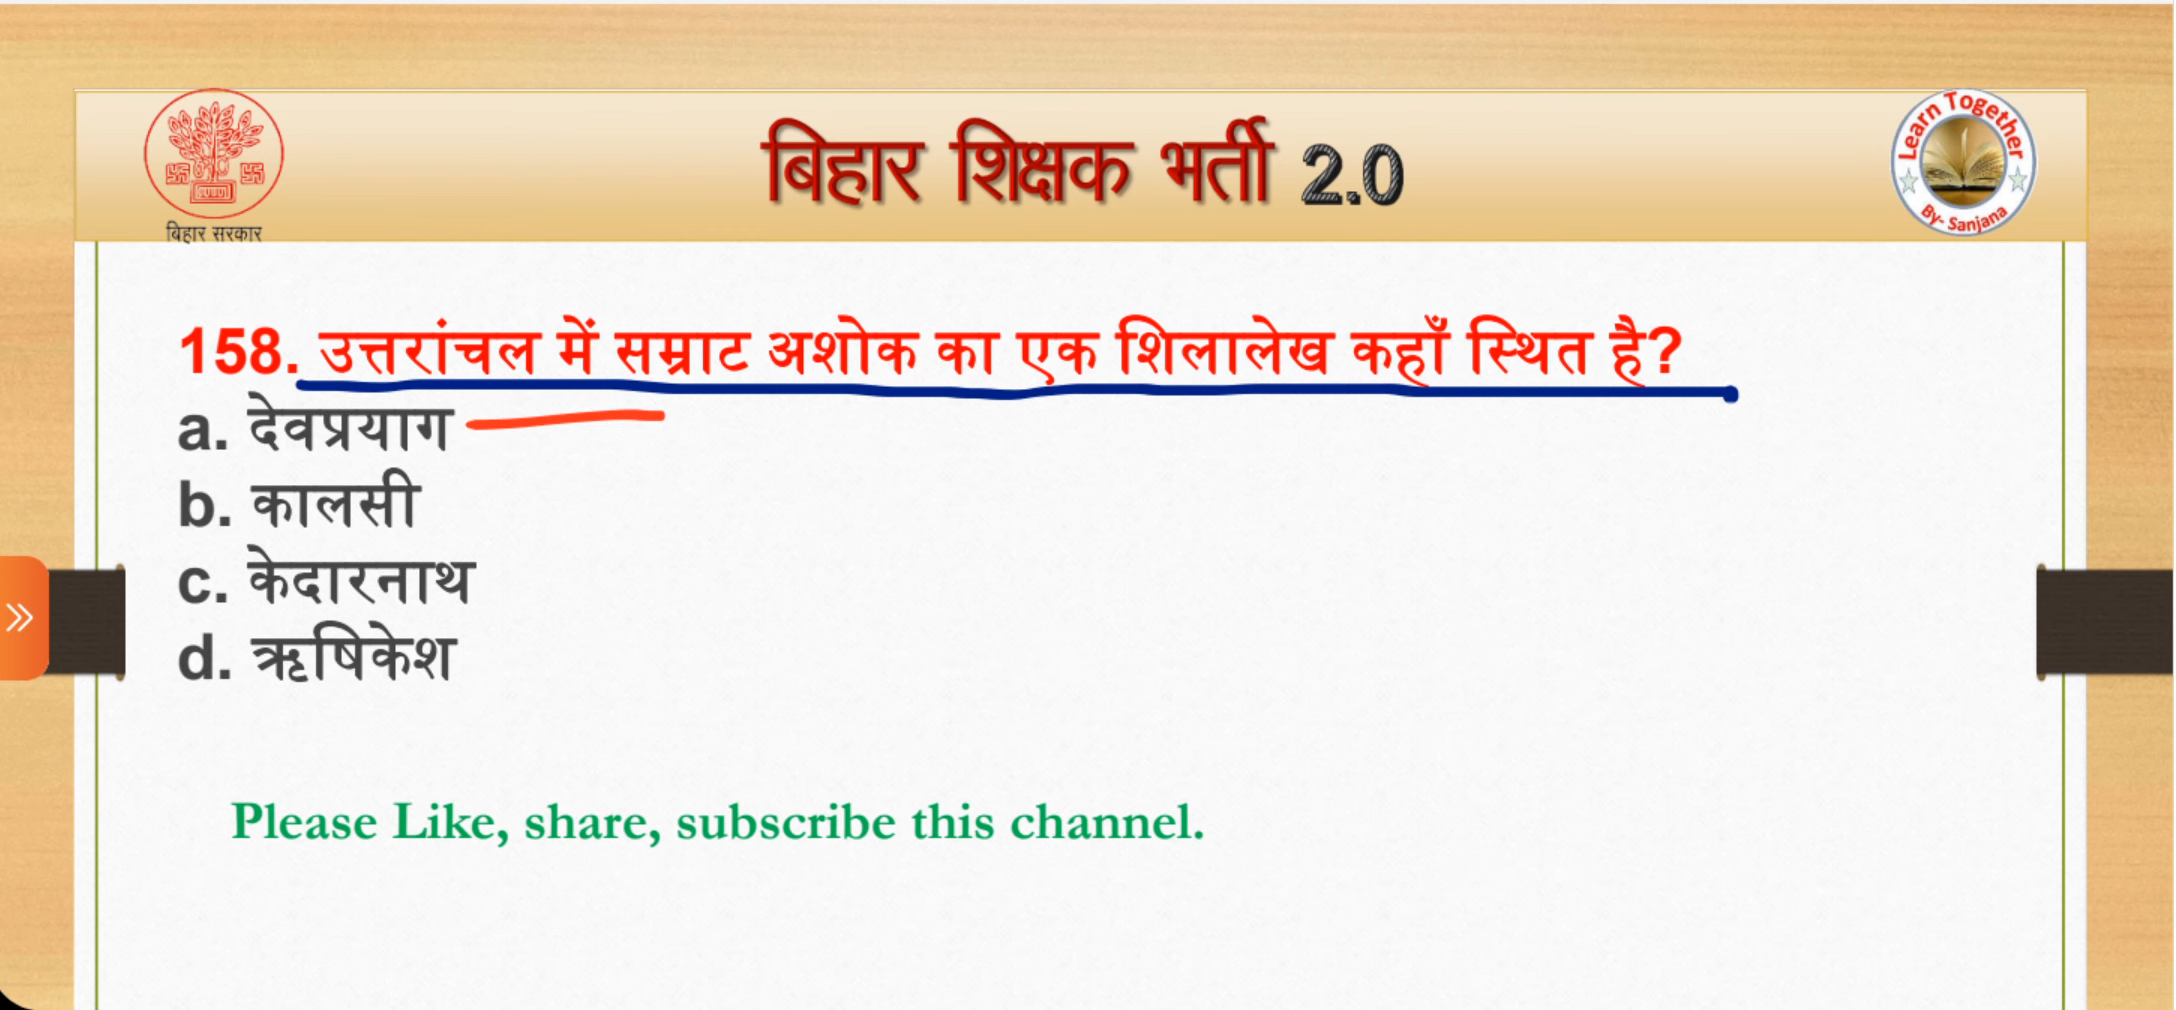 बिहार शिक्षक भर्ती 2.0
बिहार सरकार
Learn Together
By- Sanjana
158. उत्तरांचल में सम्राट अशोक का एक शिलालेख कहाँ स्थित है?
a. देवप्रयाग
b. कालसी
c. केदारनाथ
d. ऋषिकेश
Please Like, share, subscribe this channel.